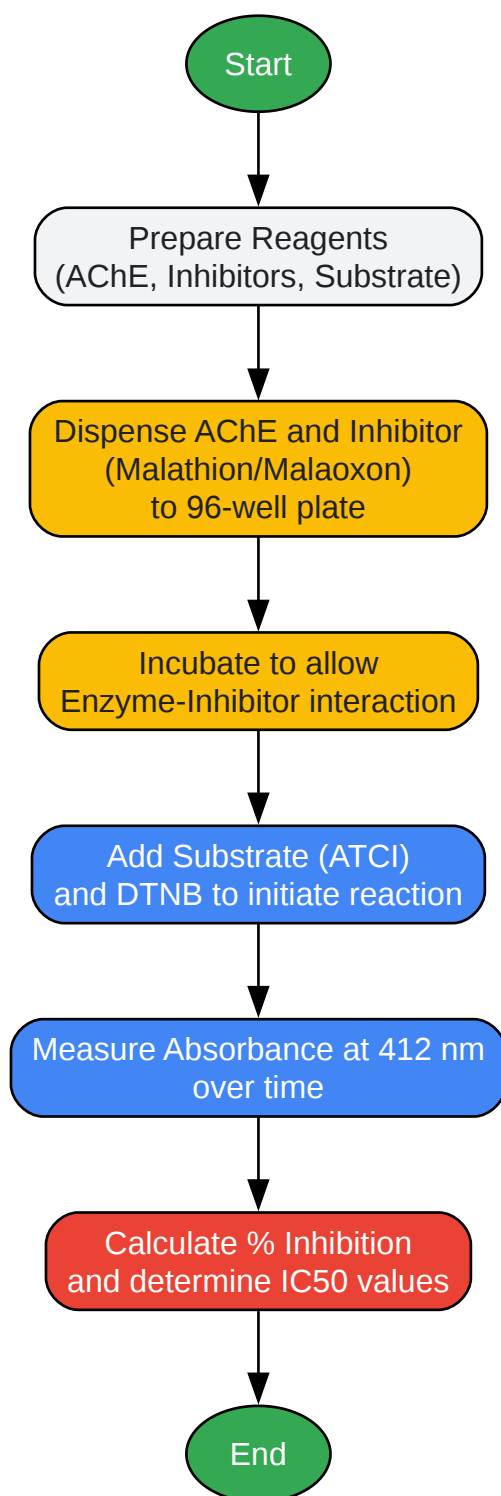 Start
Prepare Reagents
(AChE, Inhibitors, Substrate)
Dispense AChE and Inhibitor
(Malathion/Malaoxon)
to 96-well plate
Incubate to allow
Enzyme-Inhibitor interaction
Add Substrate (ATCI)
and DTNB to initiate reaction
Measure Absorbance at 412 nm
over time
Calculate % Inhibition
and determine IC50 values
End